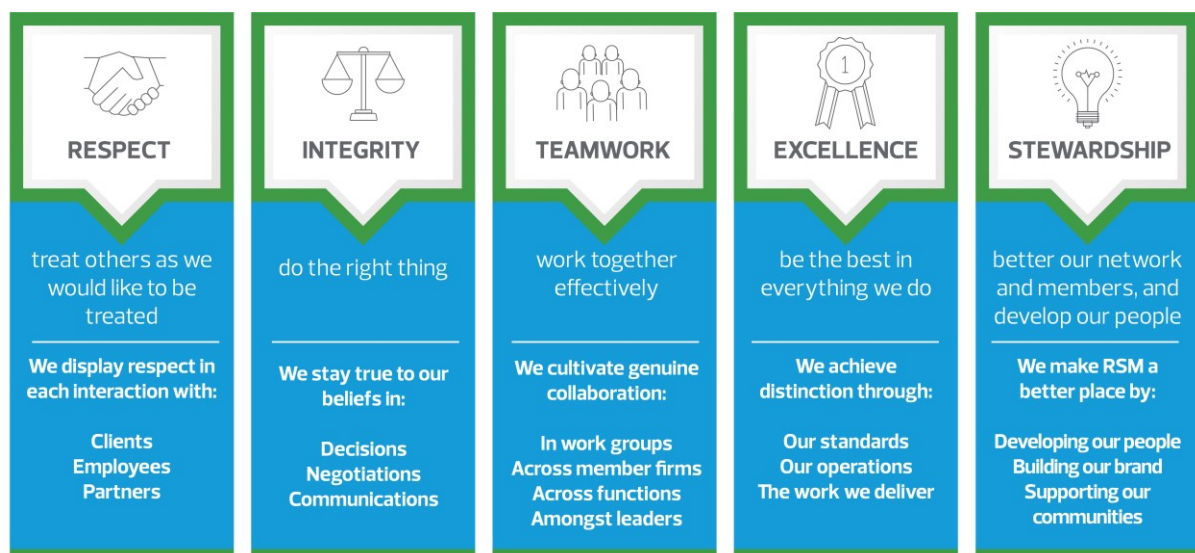 RESPECT
treat others as we
would like to be
treated
We display respect in
each interaction with:
Clients
Employees
Partners
INTEGRITY
do the right thing
We stay true to our
beliefs in:
Decisions
Negotiations
Communications
TEAMWORK
work together
effectively
We cultivate genuine
collaboration:
In work groups
Across member firms
Across functions
Amongst leaders
1
EXCELLENCE
be the best in
everything we do
We achieve
distinction through:
Our standards
Our operations
The work we deliver
STEWARDSHIP
better our network
and members, and
develop our people
We make RSM a
better place by:
Developing our people
Building our brand
Supporting our
communities